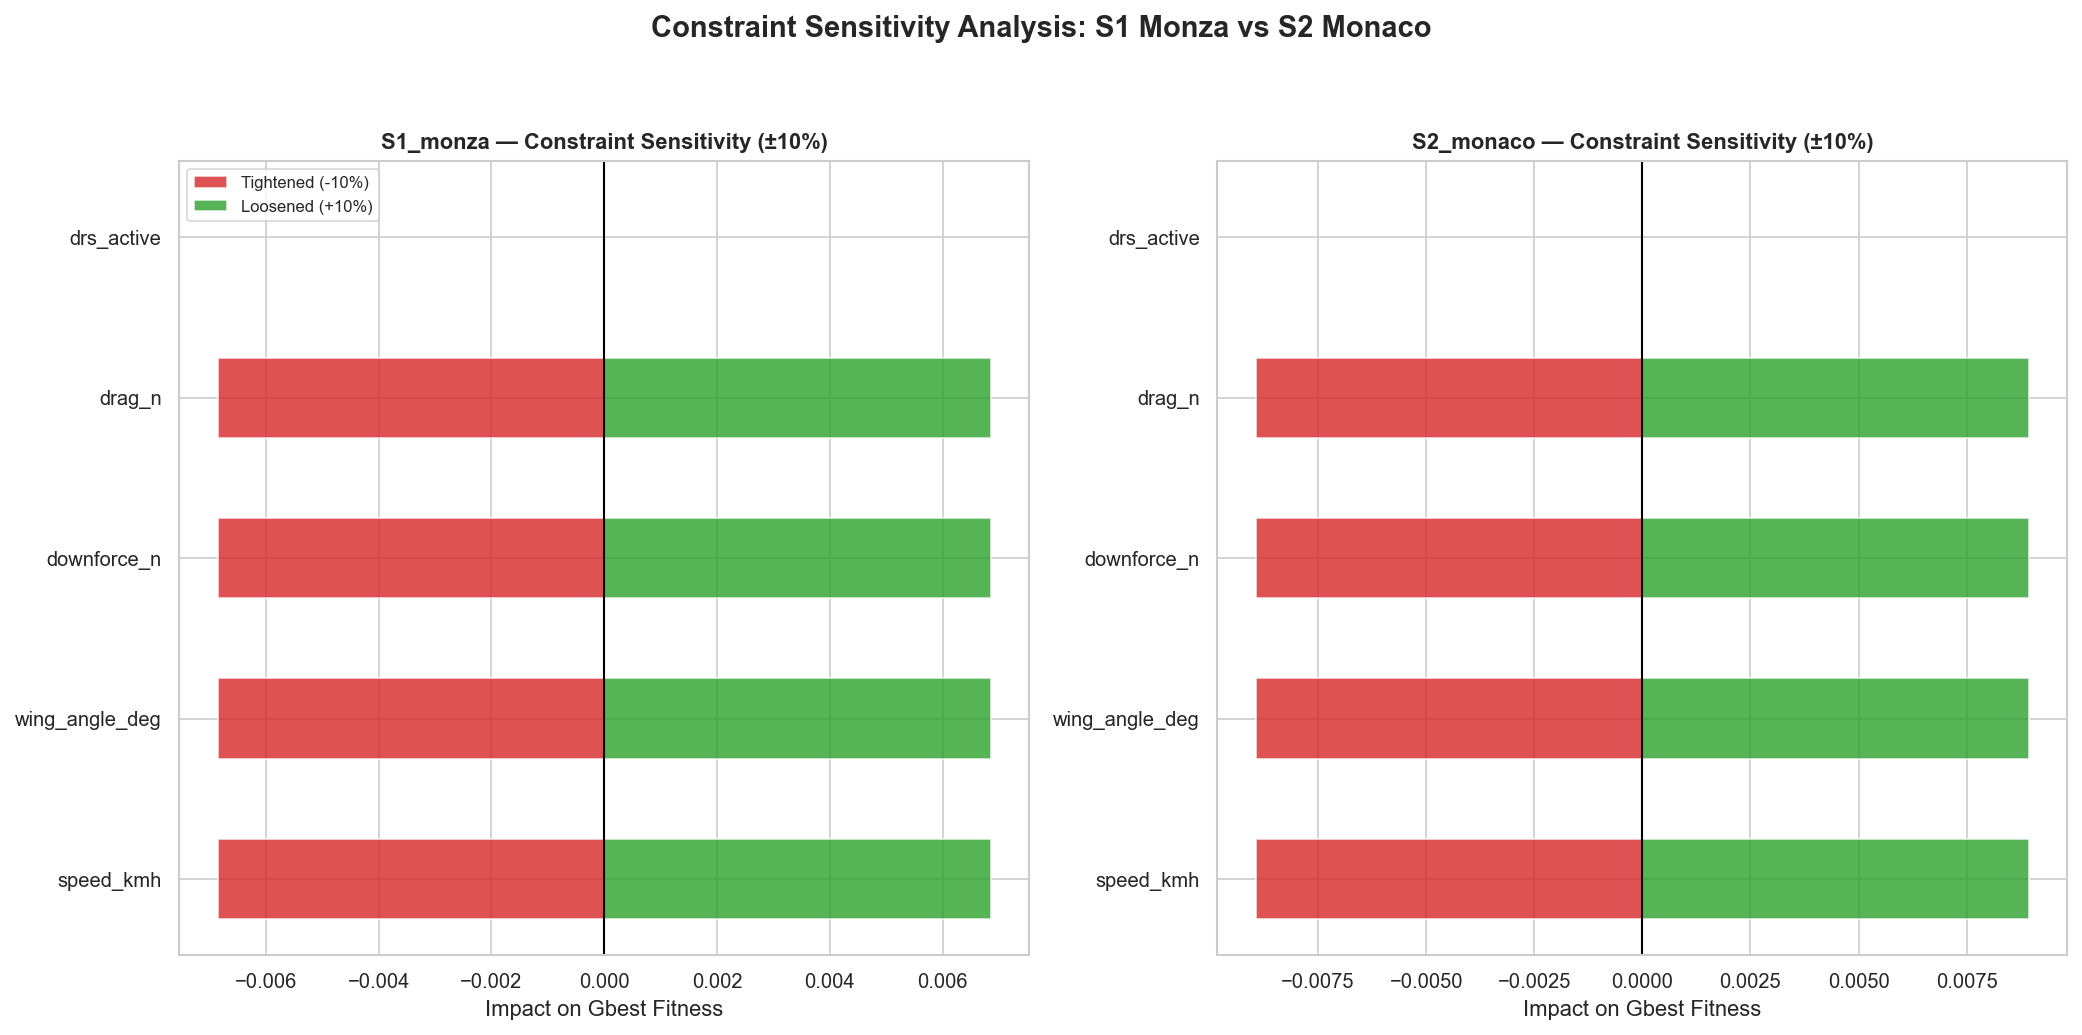 Constraint Sensitivity Analysis: S1 Monza vs S2 Monaco
S1_monza — Constraint Sensitivity (±10%)
Tightened (-10%)
Loosened (+10%)
drs_active
drag_n
downforce_n
wing_angle_deg
speed_kmh
−0.006 −0.004 −0.002 0.000 0.002 0.004 0.006
Impact on Gbest Fitness
S2_monaco — Constraint Sensitivity (±10%)
drs_active
drag_n
downforce_n
wing_angle_deg
speed_kmh
−0.0075 −0.0050 −0.0025 0.0000 0.0025 0.0050 0.0075
Impact on Gbest Fitness